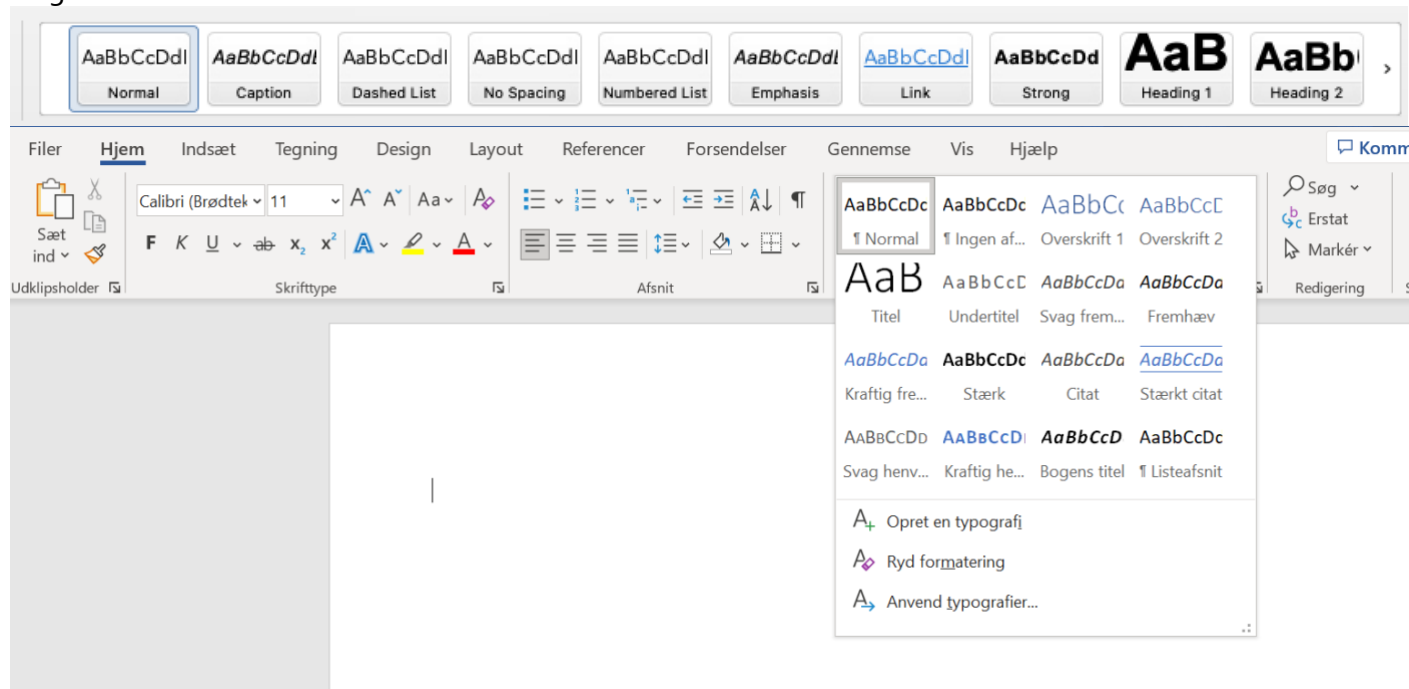 AaBbCcDdI AaBbCcDdI AaBbCcDdI AaBbCcDdI AaBbCcDdI AaBbCcDdI AaBbCcDdI AaBbCcDd AaB AaBb
Normal Caption Dashed List No Spacing Numbered List Emphasis Link Strong Heading 1 Heading 2
Filer Hjem Indsæt Tegning Design Layout Referencer Forsendelser Gennemse Vis Hjælp Komm
Calibri (Brødtek 11 A A Aa A
Sæt
ind
F K U ab x2 x2 A A
Udklipsholder Skrifttype Afsnit
AaBbCcDc AaBbCcDc AaBbCc AaBbCcD
¶ Normal ¶ Ingen af... Overskrift 1 Overskrift 2
AaB AaBbCcD AaBbCcDa AaBbCcDa
Titel Undertitel Svag frem... Fremhæv
AaBbCcDa AaBbCcDc AaBbCcDa AaBbCcDa
Kraftig fre... Stærk Citat Stærkt citat
AABBCCDD AABBCCD AaBbCcD AaBbCcDc
Svag henv... Kraftig he... Bogens titel ¶ Listeafsnit
Opret en typografi
Ryd formatering
Anvend typografier...
Søg
Erstat
Markér
Redigering